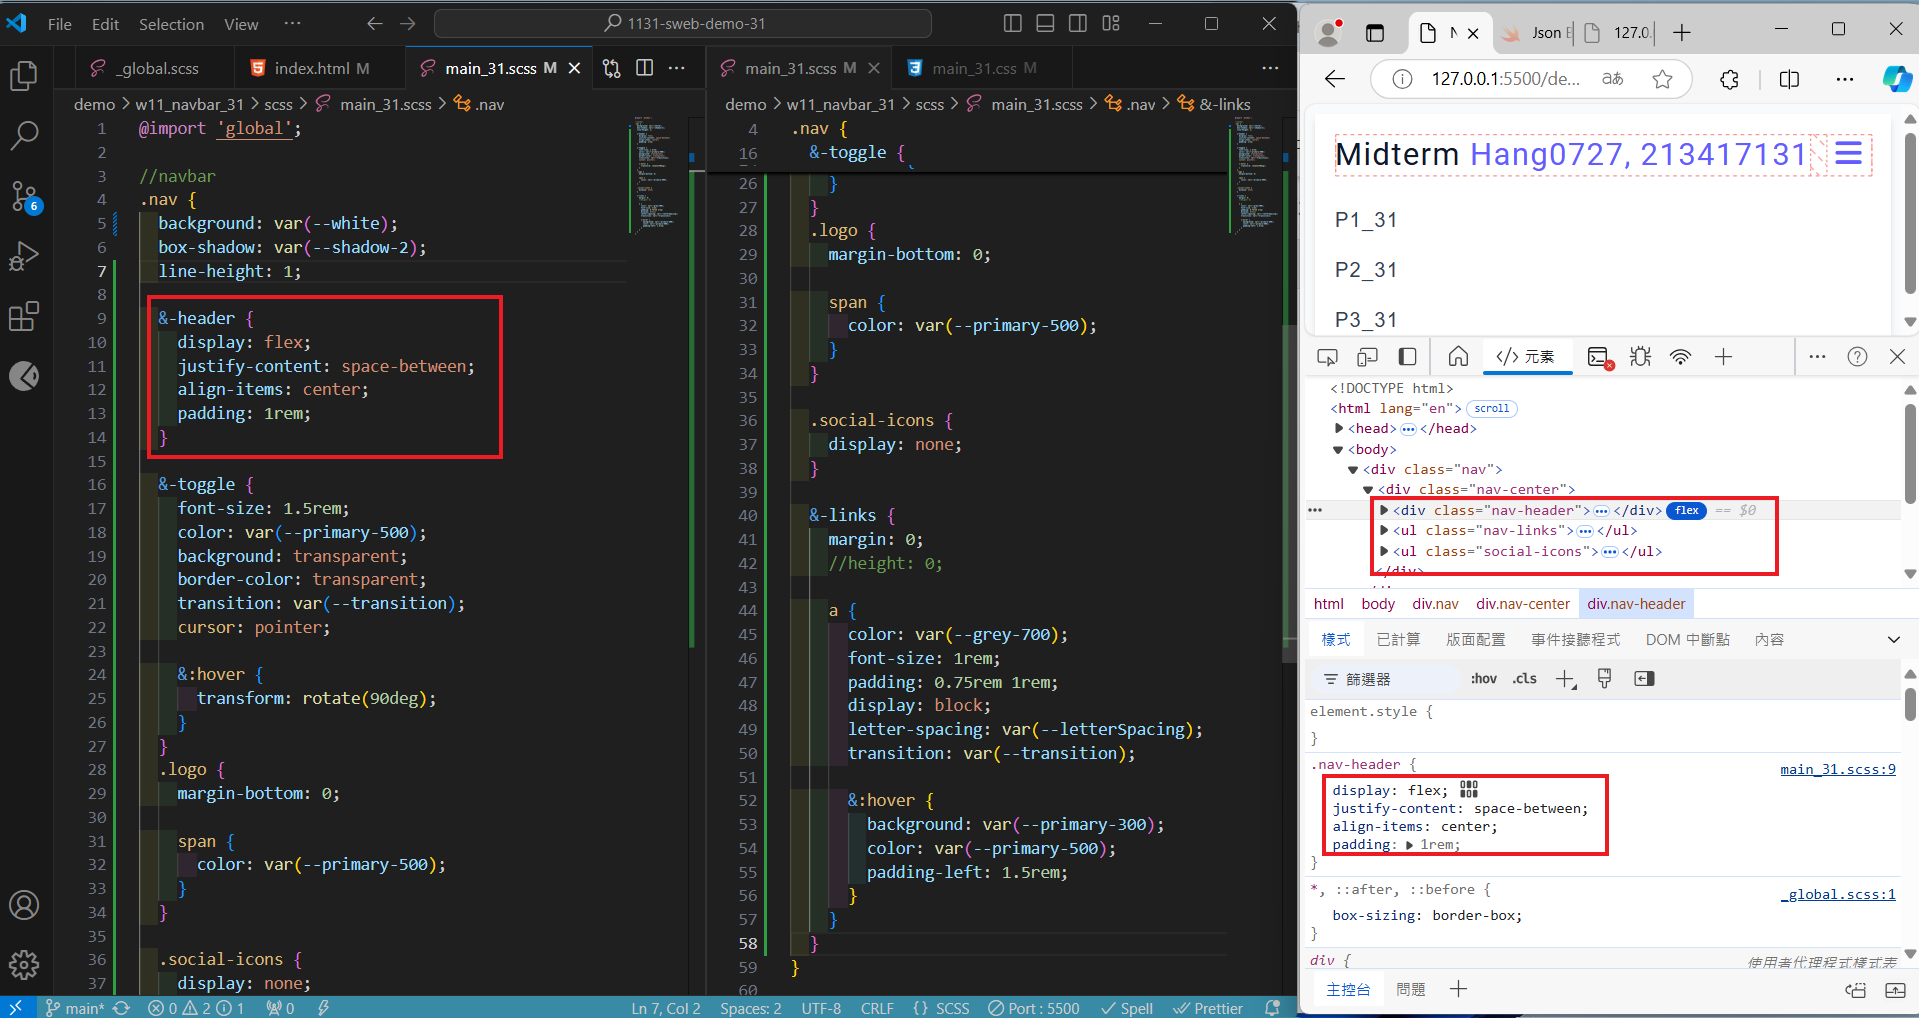 File Edit Selection View ··· 1131-sweb-demo-31
_global.scss index.html M main_31.scss M
demo > w11_navbar_31 > scss > main_31.scss > .nav
1 @import 'global';
2
3 //navbar
4 .nav {
5 background: var(--white);
6 box-shadow: var(--shadow-2);
7 line-height: 1;
8
9 &-header {
10 display: flex;
11 justify-content: space-between;
12 align-items: center;
13 padding: 1rem;
14 }
15
16 &-toggle {
17 font-size: 1.5rem;
18 color: var(--primary-500);
19 background: transparent;
20 border-color: transparent;
21 transition: var(--transition);
22 cursor: pointer;
23
24 &:hover {
25 transform: rotate(90deg);
26 }
27 }
28 .logo {
29 margin-bottom: 0;
30
31 span {
32 color: var(--primary-500);
33 }
34 }
35
36 .social-icons {
37 display: none;
main_31.scss M main_31.css M
demo > w11_navbar_31 > scss > main_31.scss > .nav > &-links
4 .nav {
16 &-toggle {
26 }
27 }
28 .logo {
29 margin-bottom: 0;
30
31 span {
32 color: var(--primary-500);
33 }
34 }
35
36 .social-icons {
37 display: none;
38 }
39
40 &-links {
41 margin: 0;
42 //height: 0;
43
44 a {
45 color: var(--grey-700);
46 font-size: 1rem;
47 padding: 0.75rem 1rem;
48 display: block;
49 letter-spacing: var(--letterSpacing);
50 transition: var(--transition);
51
52 &:hover {
53 background: var(--primary-300);
54 color: var(--primary-500);
55 padding-left: 1.5rem;
56 }
57 }
58 }
59 }
60
6
main* 0 2 1 0 Ln 7, Col 2 Spaces: 2 UTF-8 CRLF {} SCSS Port : 5500 Spell Prettier
Json 127.0.
127.0.0.1:5500/de... aあ
Midterm Hang0727, 213417131
P1_31
P2_31
P3_31
</> 元素
<!DOCTYPE html>
<html lang="en"> scroll
<head> ··· </head>
<body>
<div class="nav">
<div class="nav-center">
··· <div class="nav-header"> ··· </div> flex == $0
<ul class="nav-links"> ··· </ul>
<ul class="social-icons"> ··· </ul>
</div>
html body div.nav div.nav-center div.nav-header
樣式 已計算 版面配置 事件接聽程式 DOM 中斷點 內容
篩選器 :hov .cls
element.style {
}
.nav-header { main_31.scss:9
display: flex;
justify-content: space-between;
align-items: center;
padding: 1rem;
}
*, ::after, ::before { _global.scss:1
box-sizing: border-box;
}
div { 使用者代理程式樣式表
主控台 問題